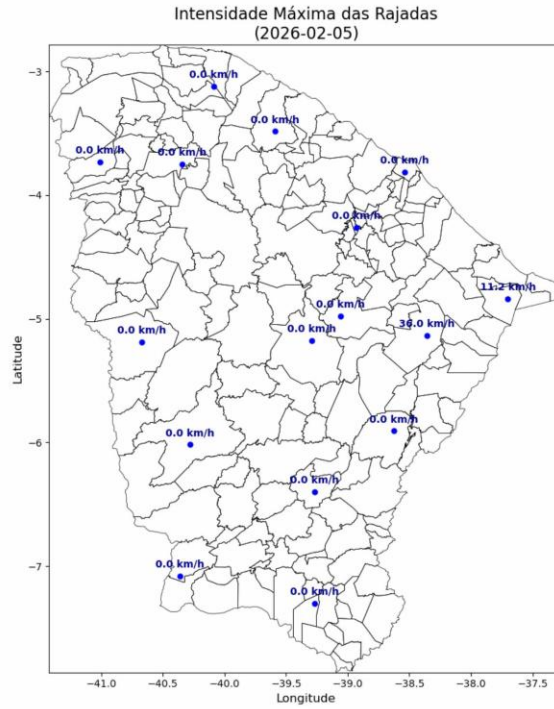 Intensidade Máxima das Rajadas
(2026-02-05)
0.0 km/h
0.0 km/h
0.0 km/h
0.0 km/h
0.0 km/h
0.0 km/h
11.2 km/h
0.0 km/h
36.0 km/h
0.0 km/h
0.0 km/h
0.0 km/h
0.0 km/h
0.0 km/h
0.0 km/h
0.0 km/h
−3
−4
−5
−6
−7
Latitude
−41.0
−40.5
−40.0
−39.5
−39.0
−38.5
−38.0
−37.5
Longitude